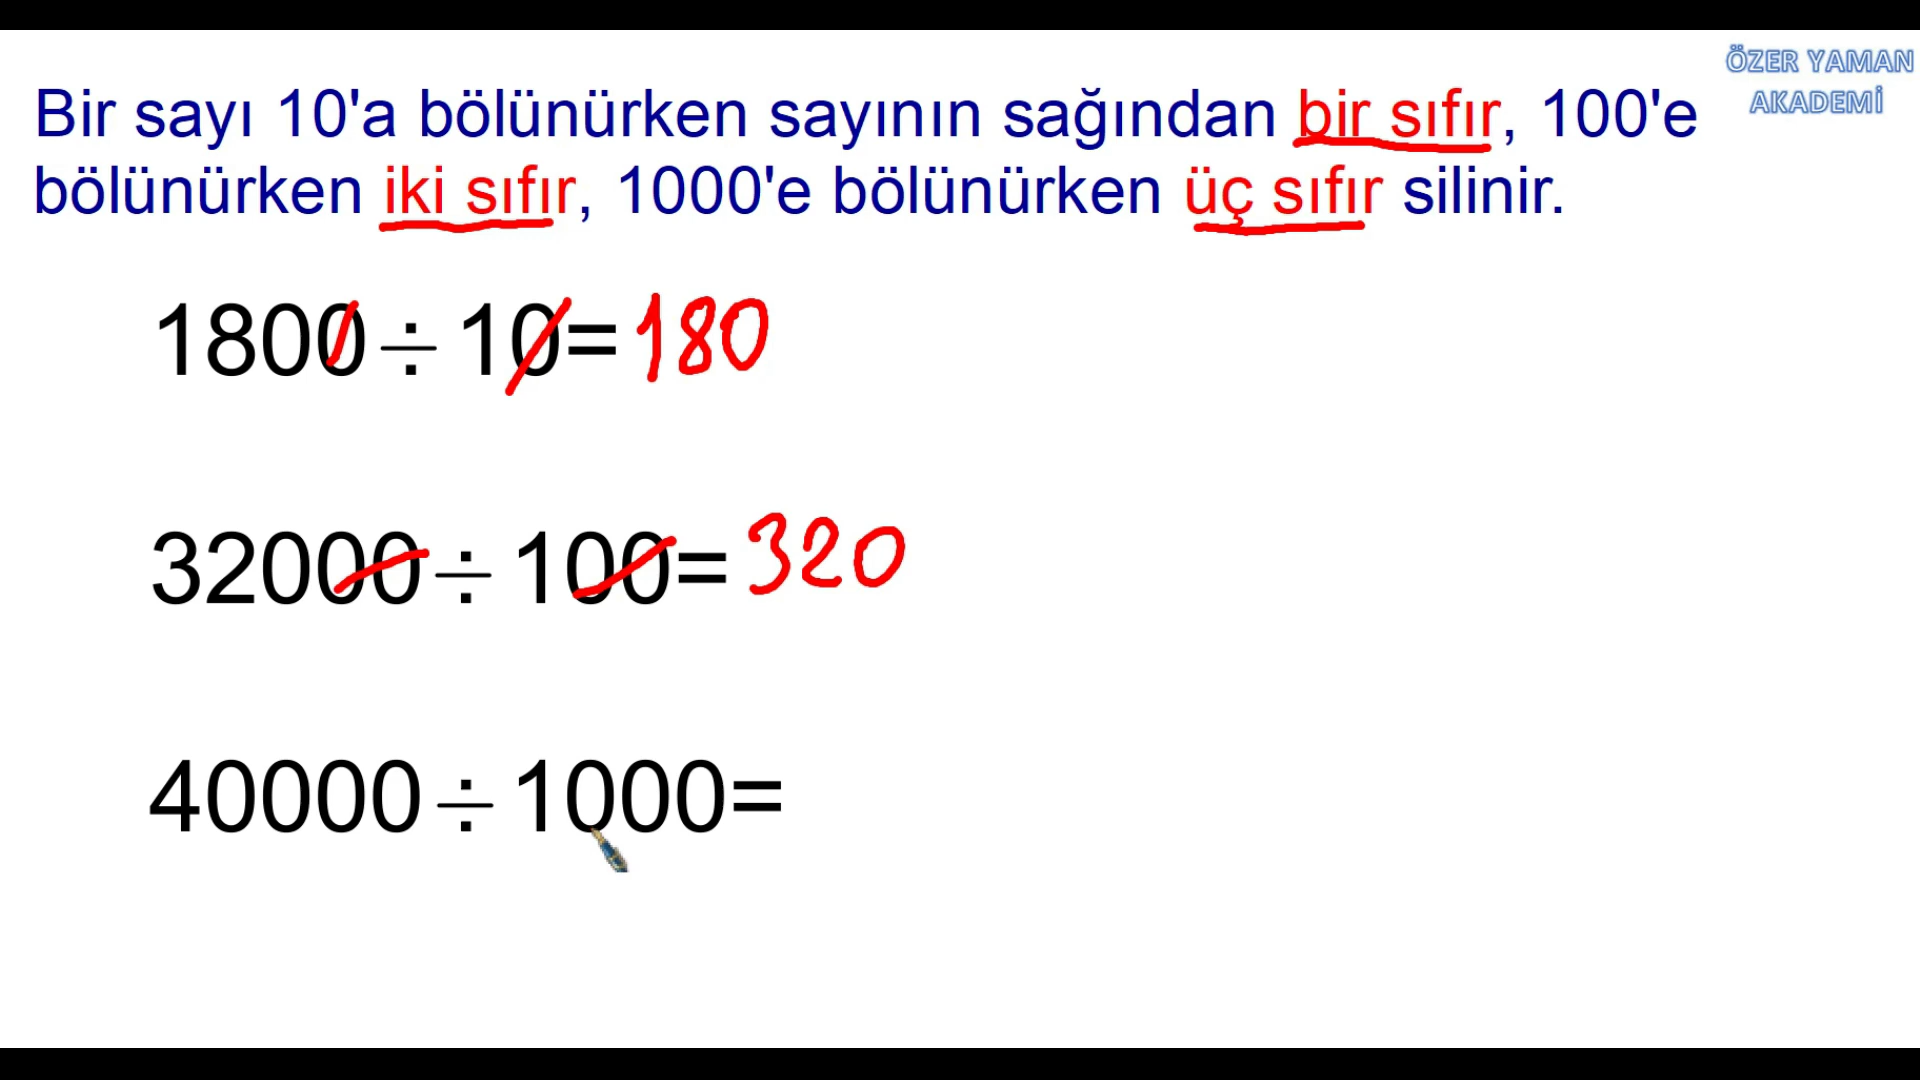 ÖZER YAMAN
AKADEMİ
Bir sayı 10'a bölünürken sayının sağından bir sıfır, 100'e
bölünürken iki sıfır, 1000'e bölünürken üç sıfır silinir.
1800 ÷ 10= 180
32000 ÷ 100= 320
40000 ÷ 1000=